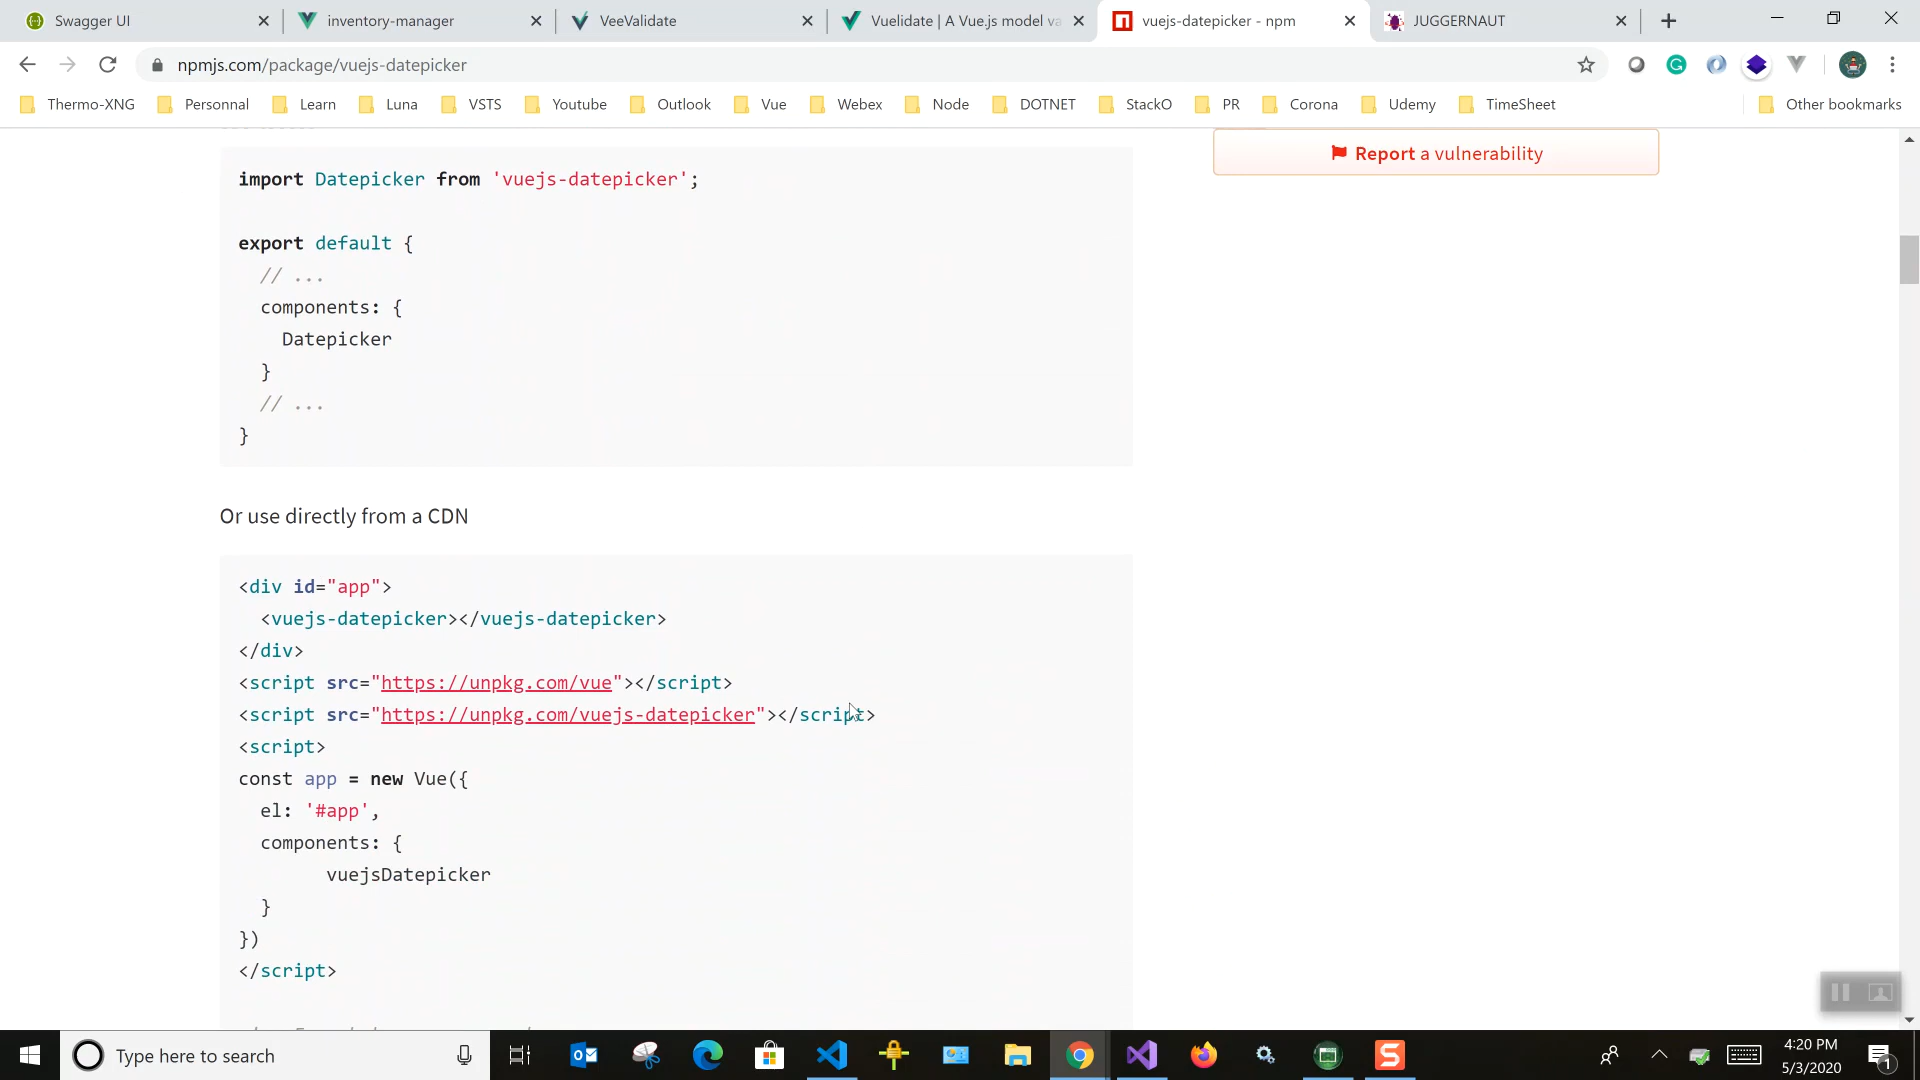 Swagger UI
inventory-manager
VeeValidate
Vuelidate | A Vue.js model va
vuejs-datepicker - npm
JUGGERNAUT
npmjs.com/package/vuejs-datepicker
Thermo-XNG
Personnal
Learn
Luna
VSTS
Youtube
Outlook
Vue
Webex
Node
DOTNET
StackO
PR
Corona
Udemy
TimeSheet
Other bookmarks
Report a vulnerability
import Datepicker from 'vuejs-datepicker';
export default {
// ...
components: {
Datepicker
}
// ...
}
Or use directly from a CDN
<div id="app">
<vuejs-datepicker></vuejs-datepicker>
</div>
<script src="https://unpkg.com/vue"></script>
<script src="https://unpkg.com/vuejs-datepicker"></script>
<script>
const app = new Vue({
el: '#app',
components: {
vuejsDatepicker
}
})
</script>
Type here to search
4:20 PM
5/3/2020
1